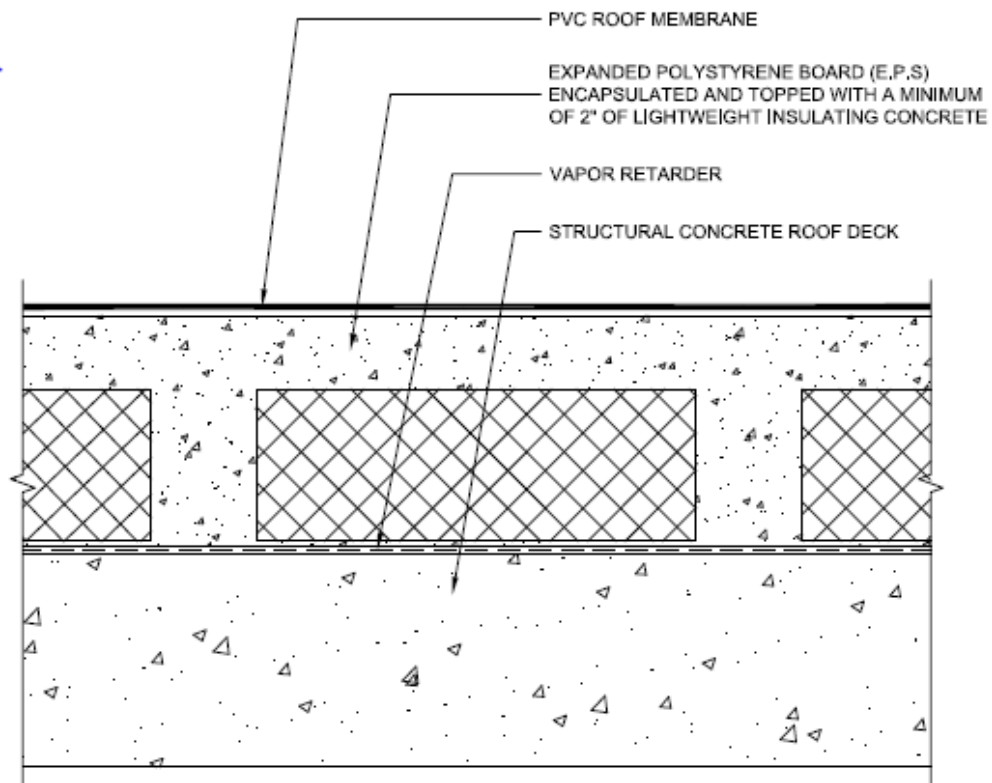 PVC ROOF MEMBRANE
EXPANDED POLYSTYRENE BOARD (E.P.S)
ENCAPSULATED AND TOPPED WITH A MINIMUM
OF 2" OF LIGHTWEIGHT INSULATING CONCRETE
VAPOR RETARDER
STRUCTURAL CONCRETE ROOF DECK